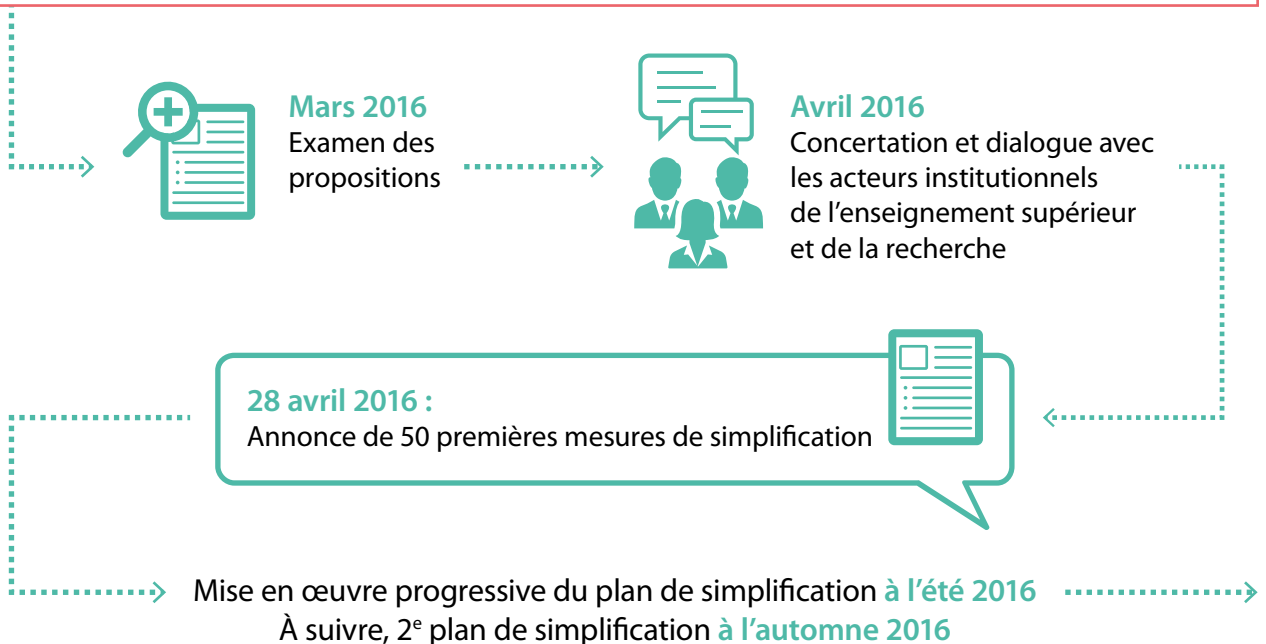 Mars 2016
Examen des
propositions
Avril 2016
Concertation et dialogue avec
les acteurs institutionnels
de l’enseignement supérieur
et de la recherche
28 avril 2016 :
Annonce de 50 premières mesures de simplification
Mise en œuvre progressive du plan de simplification à l’été 2016
À suivre, 2e plan de simplification à l’automne 2016